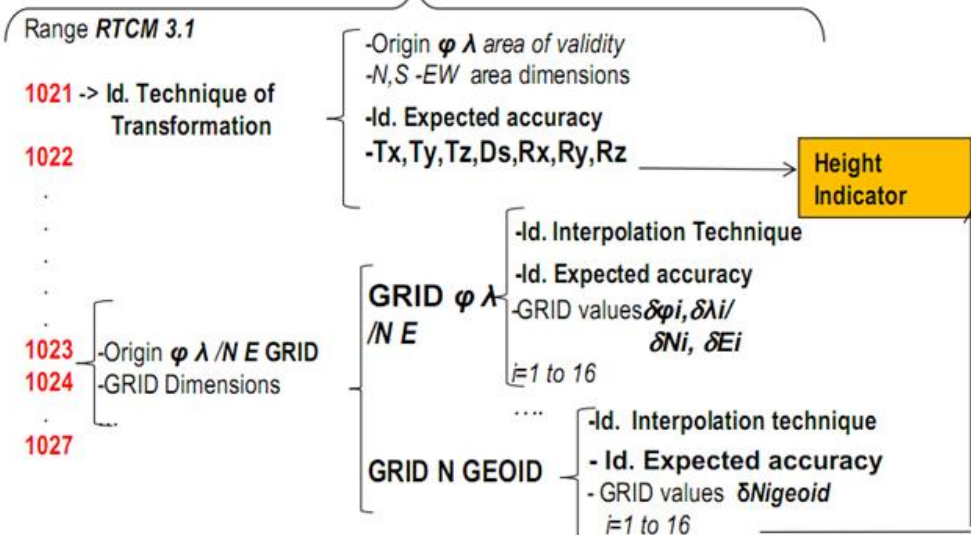 Range RTCM 3.1
1021 -> Id. Technique of
Transformation
1022
.
.
.
.
.
1023
1024
.
1027
-Origin φ λ area of validity
-N,S -EW area dimensions
-Id. Expected accuracy
-Tx,Ty,Tz,Ds,Rx,Ry,Rz
Height
Indicator
-Origin φ λ /N E GRID
-GRID Dimensions
....
GRID φ λ
/N E
-Id. Interpolation Technique
-Id. Expected accuracy
-GRID values δφi,δλi/
δNi, δEi
i=1 to 16
....
GRID N GEOID
-Id. Interpolation technique
- Id. Expected accuracy
- GRID values δNigeoid
i=1 to 16